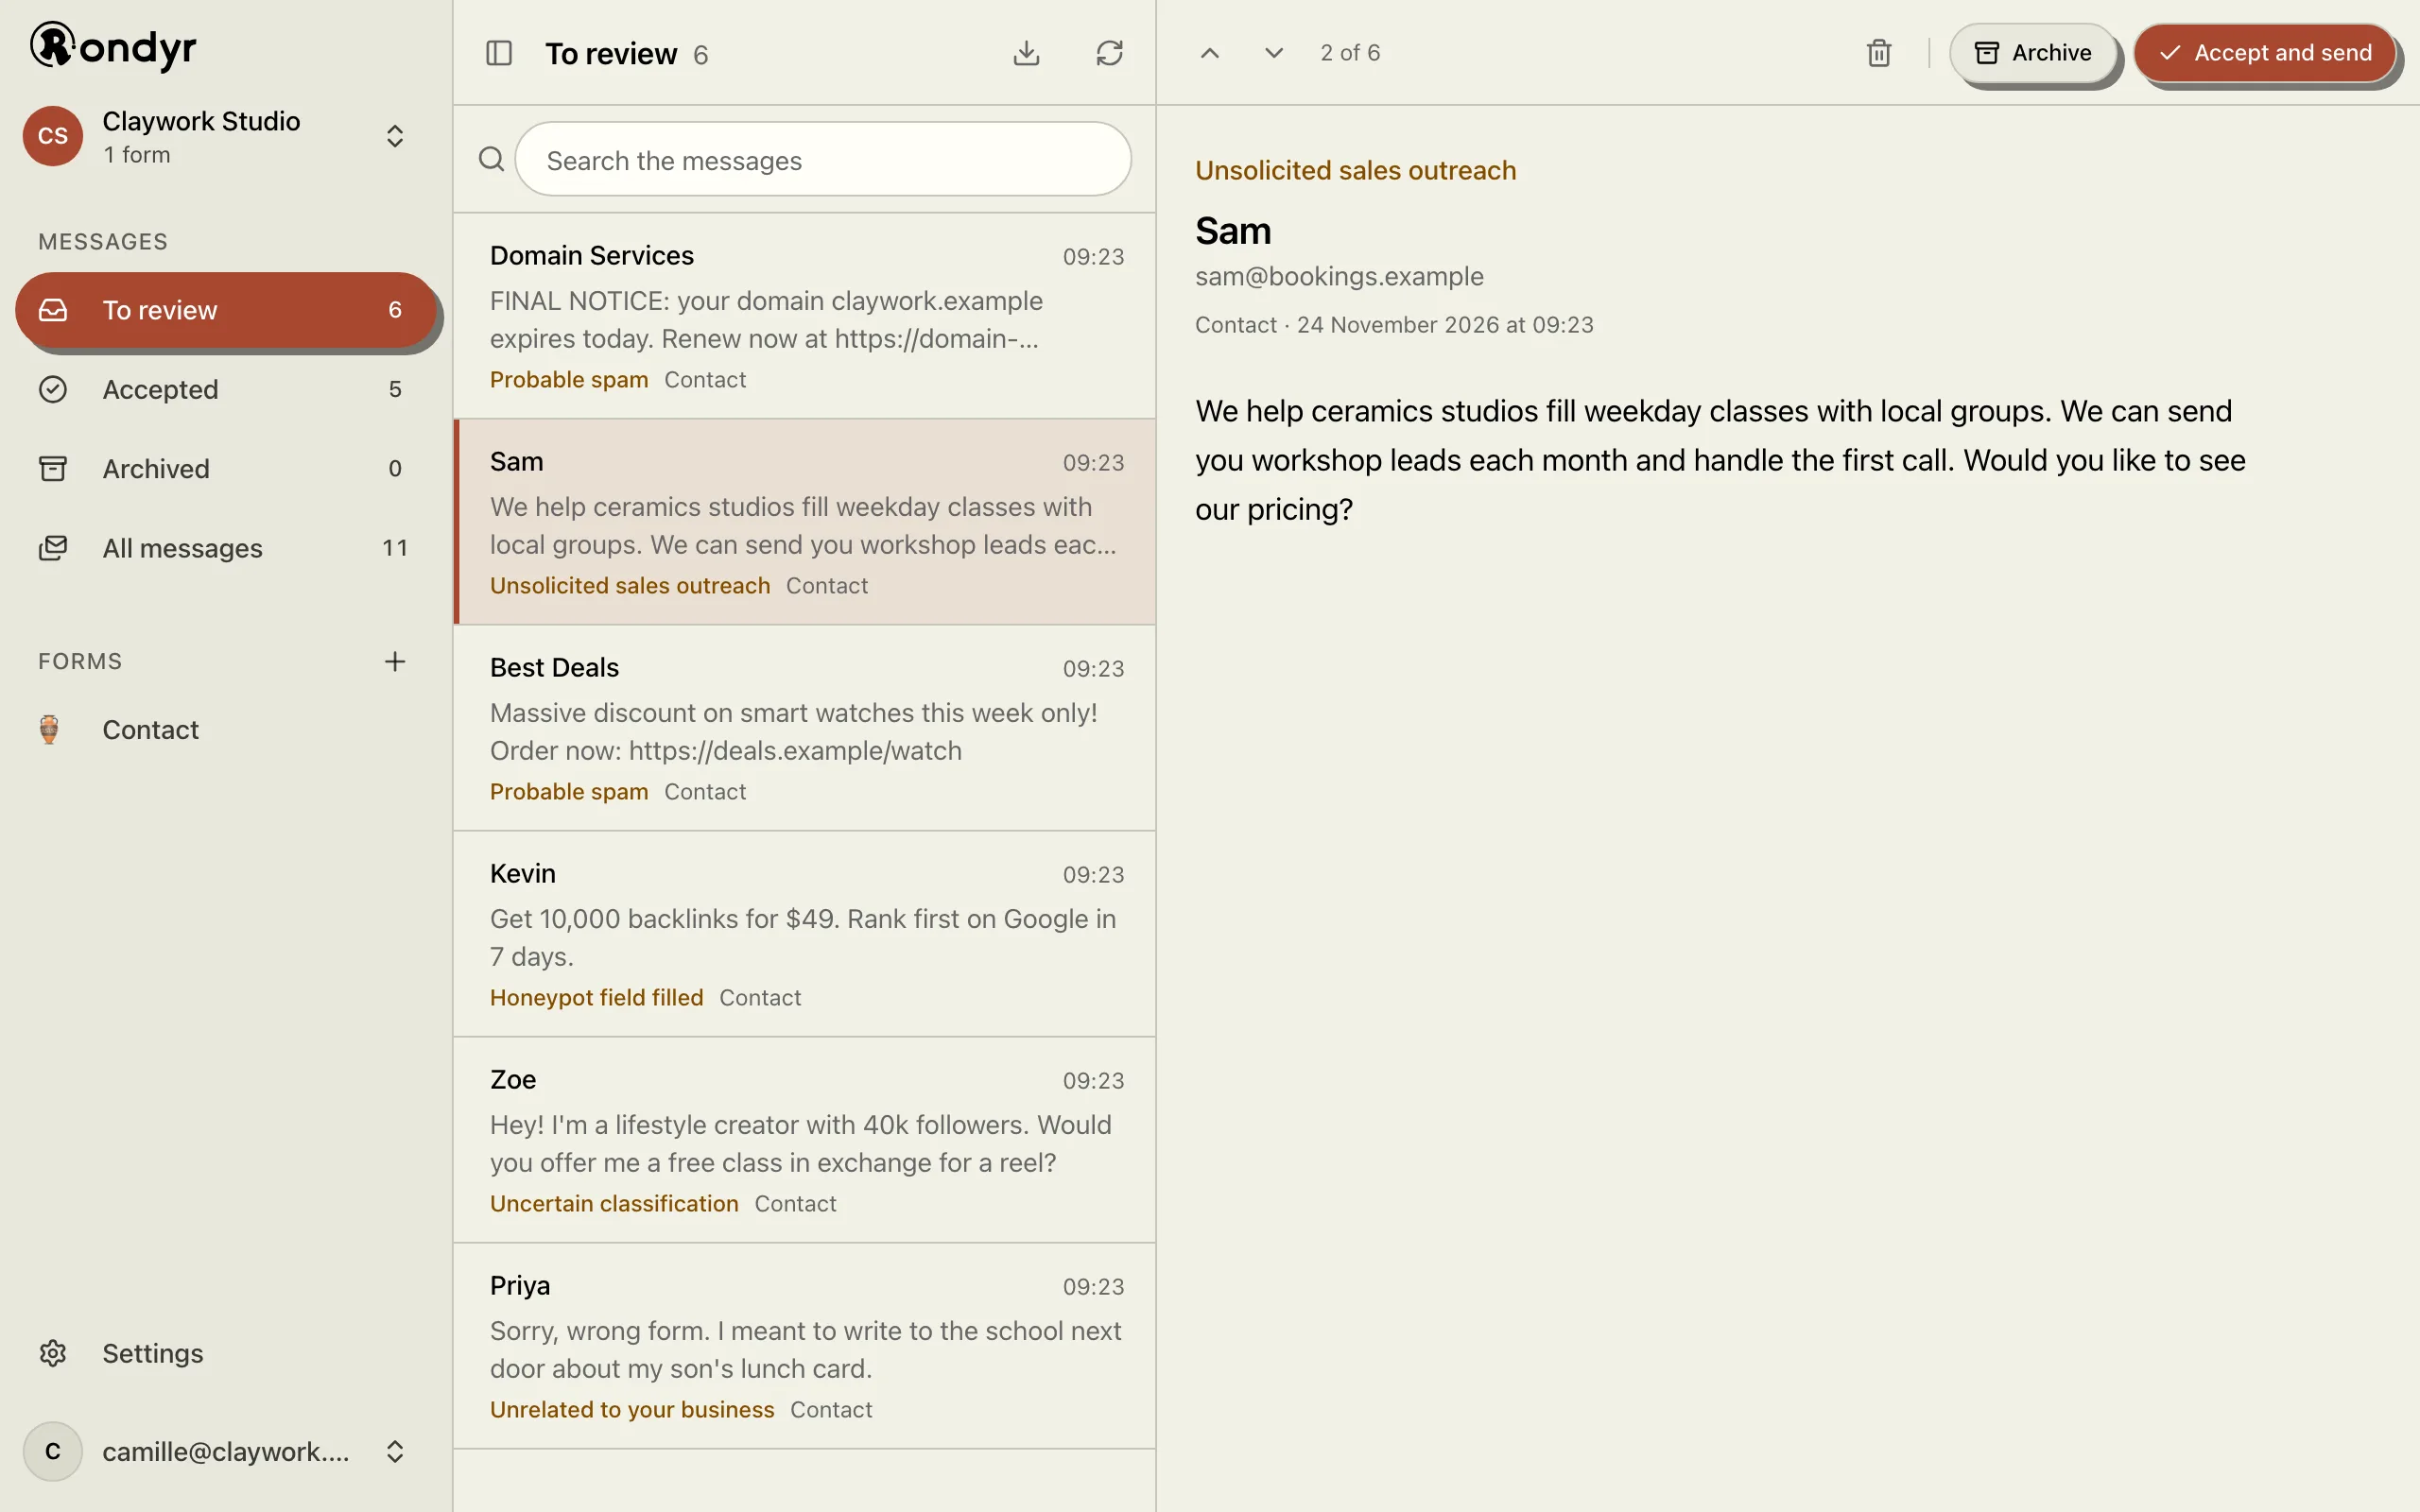 Rondyr
CS
Claywork Studio
1 form
MESSAGES
To review 6
Accepted 5
Archived 0
All messages 11
FORMS
Contact
Settings
C
camille@claywork....
To review 6
Search the messages
Domain Services 09:23
FINAL NOTICE: your domain claywork.example
expires today. Renew now at https://domain-...
Probable spam Contact
Sam 09:23
We help ceramics studios fill weekday classes with
local groups. We can send you workshop leads eac...
Unsolicited sales outreach Contact
Best Deals 09:23
Massive discount on smart watches this week only!
Order now: https://deals.example/watch
Probable spam Contact
Kevin 09:23
Get 10,000 backlinks for $49. Rank first on Google in
7 days.
Honeypot field filled Contact
Zoe 09:23
Hey! I'm a lifestyle creator with 40k followers. Would
you offer me a free class in exchange for a reel?
Uncertain classification Contact
Priya 09:23
Sorry, wrong form. I meant to write to the school next
door about my son's lunch card.
Unrelated to your business Contact
2 of 6
Archive
Accept and send
Unsolicited sales outreach
Sam
sam@bookings.example
Contact · 24 November 2026 at 09:23
We help ceramics studios fill weekday classes with local groups. We can send
you workshop leads each month and handle the first call. Would you like to see
our pricing?